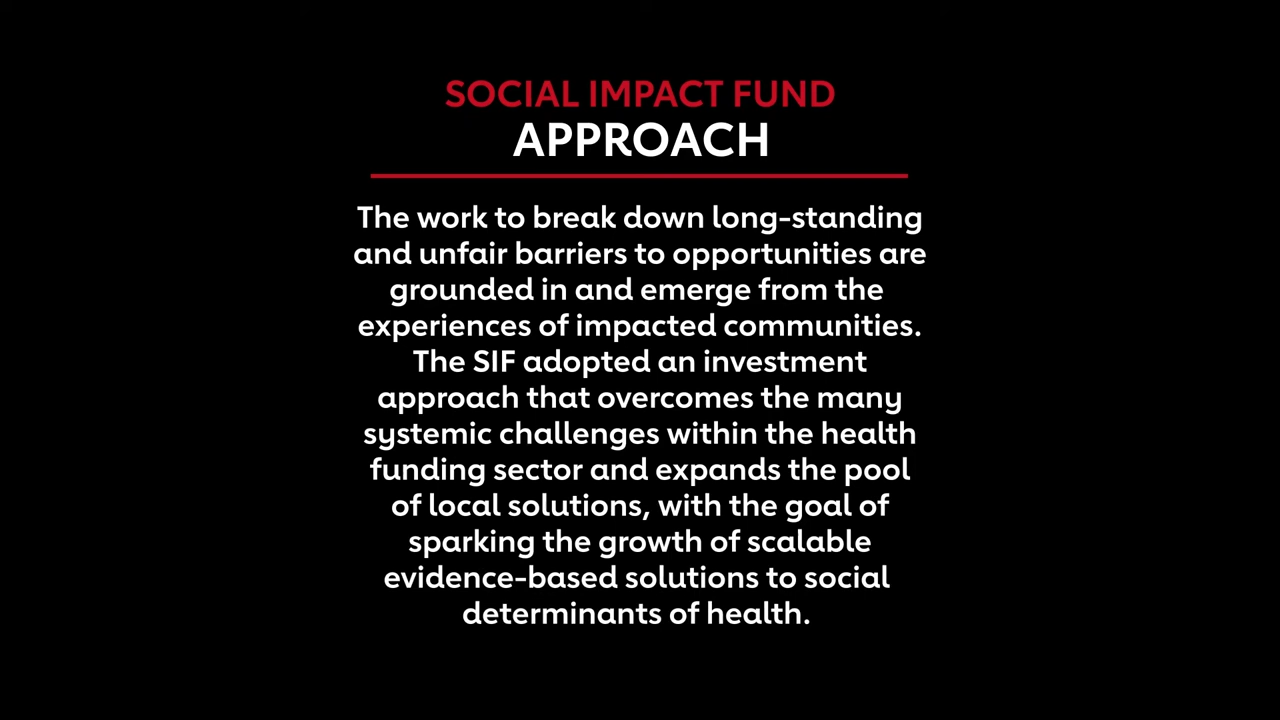 SOCIAL IMPACT FUND
APPROACH
The work to break down long-standing
and unfair barriers to opportunities are
grounded in and emerge from the
experiences of impacted communities.
The SIF adopted an investment
approach that overcomes the many
systemic challenges within the health
funding sector and expands the pool
of local solutions, with the goal of
sparking the growth of scalable
evidence-based solutions to social
determinants of health.